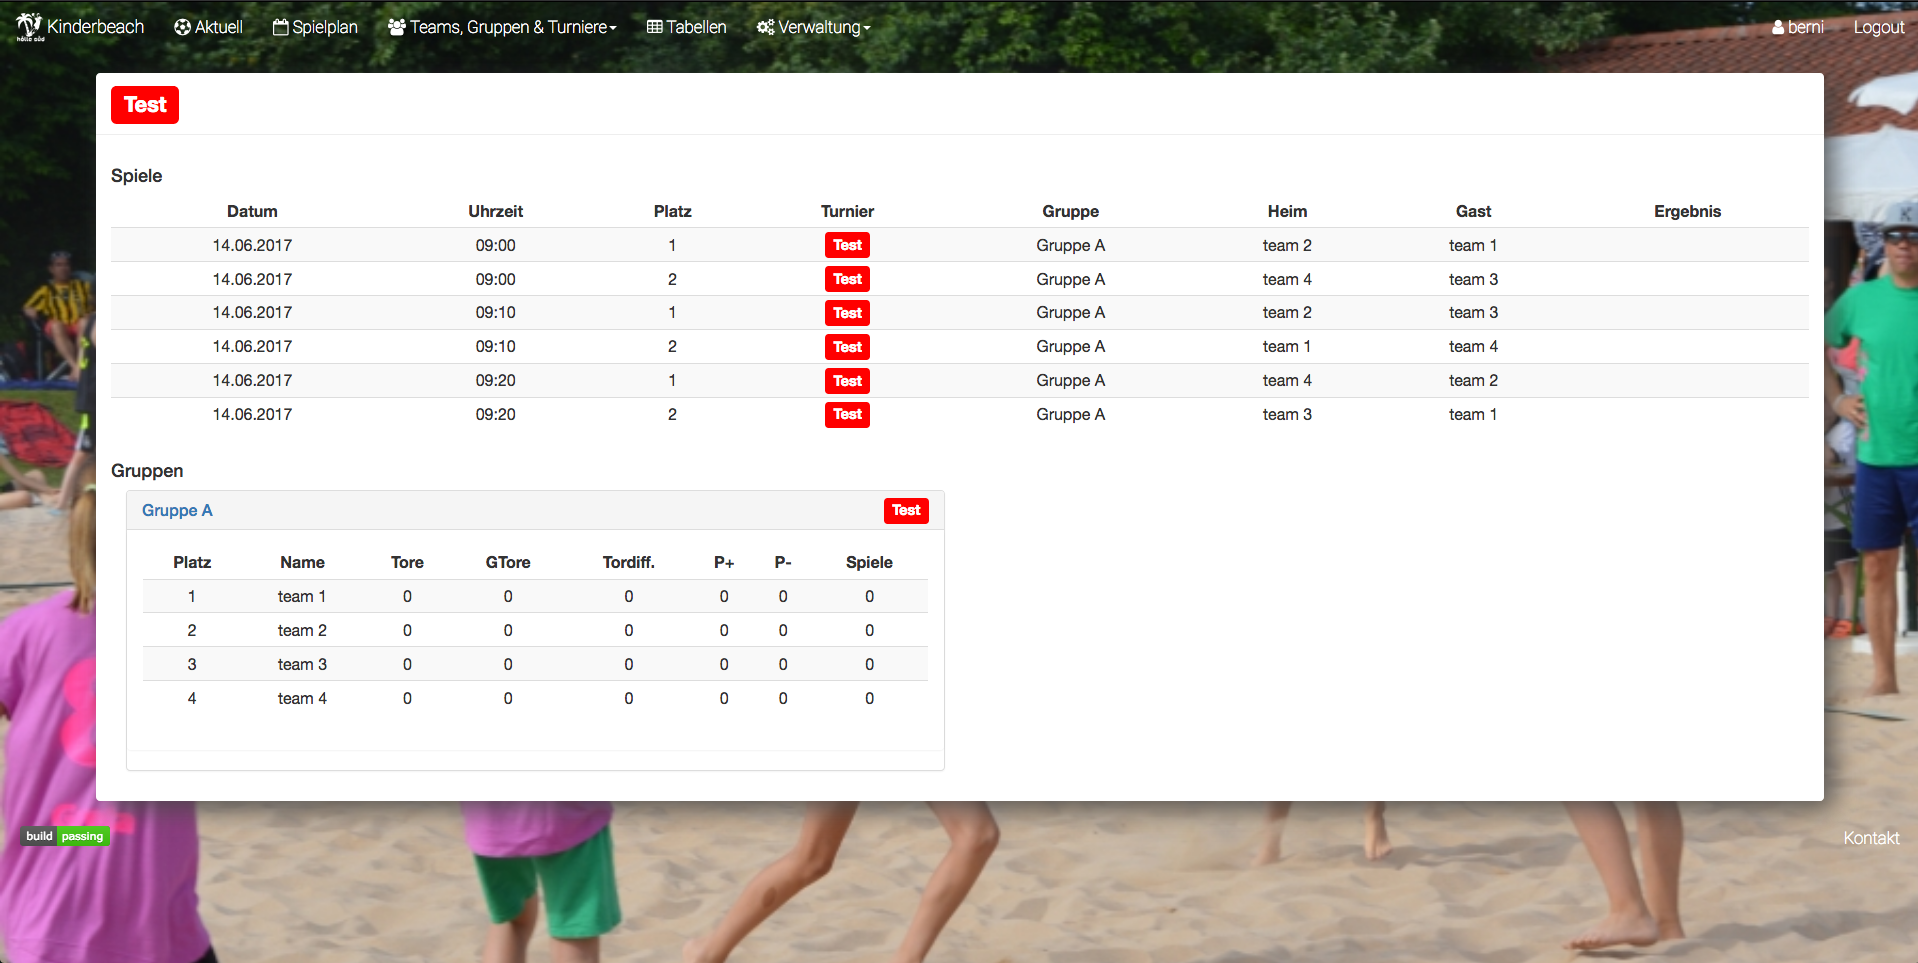 Kinderbeach Aktuell Spielplan Teams, Gruppen & Turniere Tabellen Verwaltung berni Logout
Test
Spiele
Datum Uhrzeit Platz Turnier Gruppe Heim Gast Ergebnis
14.06.2017 09:00 1 Test Gruppe A team 2 team 1
14.06.2017 09:00 2 Test Gruppe A team 4 team 3
14.06.2017 09:10 1 Test Gruppe A team 2 team 3
14.06.2017 09:10 2 Test Gruppe A team 1 team 4
14.06.2017 09:20 1 Test Gruppe A team 4 team 2
14.06.2017 09:20 2 Test Gruppe A team 3 team 1
Gruppen
Gruppe A Test
Platz Name Tore GTore Tordiff. P+ P- Spiele
1 team 1 0 0 0 0 0 0
2 team 2 0 0 0 0 0 0
3 team 3 0 0 0 0 0 0
4 team 4 0 0 0 0 0 0
build passing
Kontakt